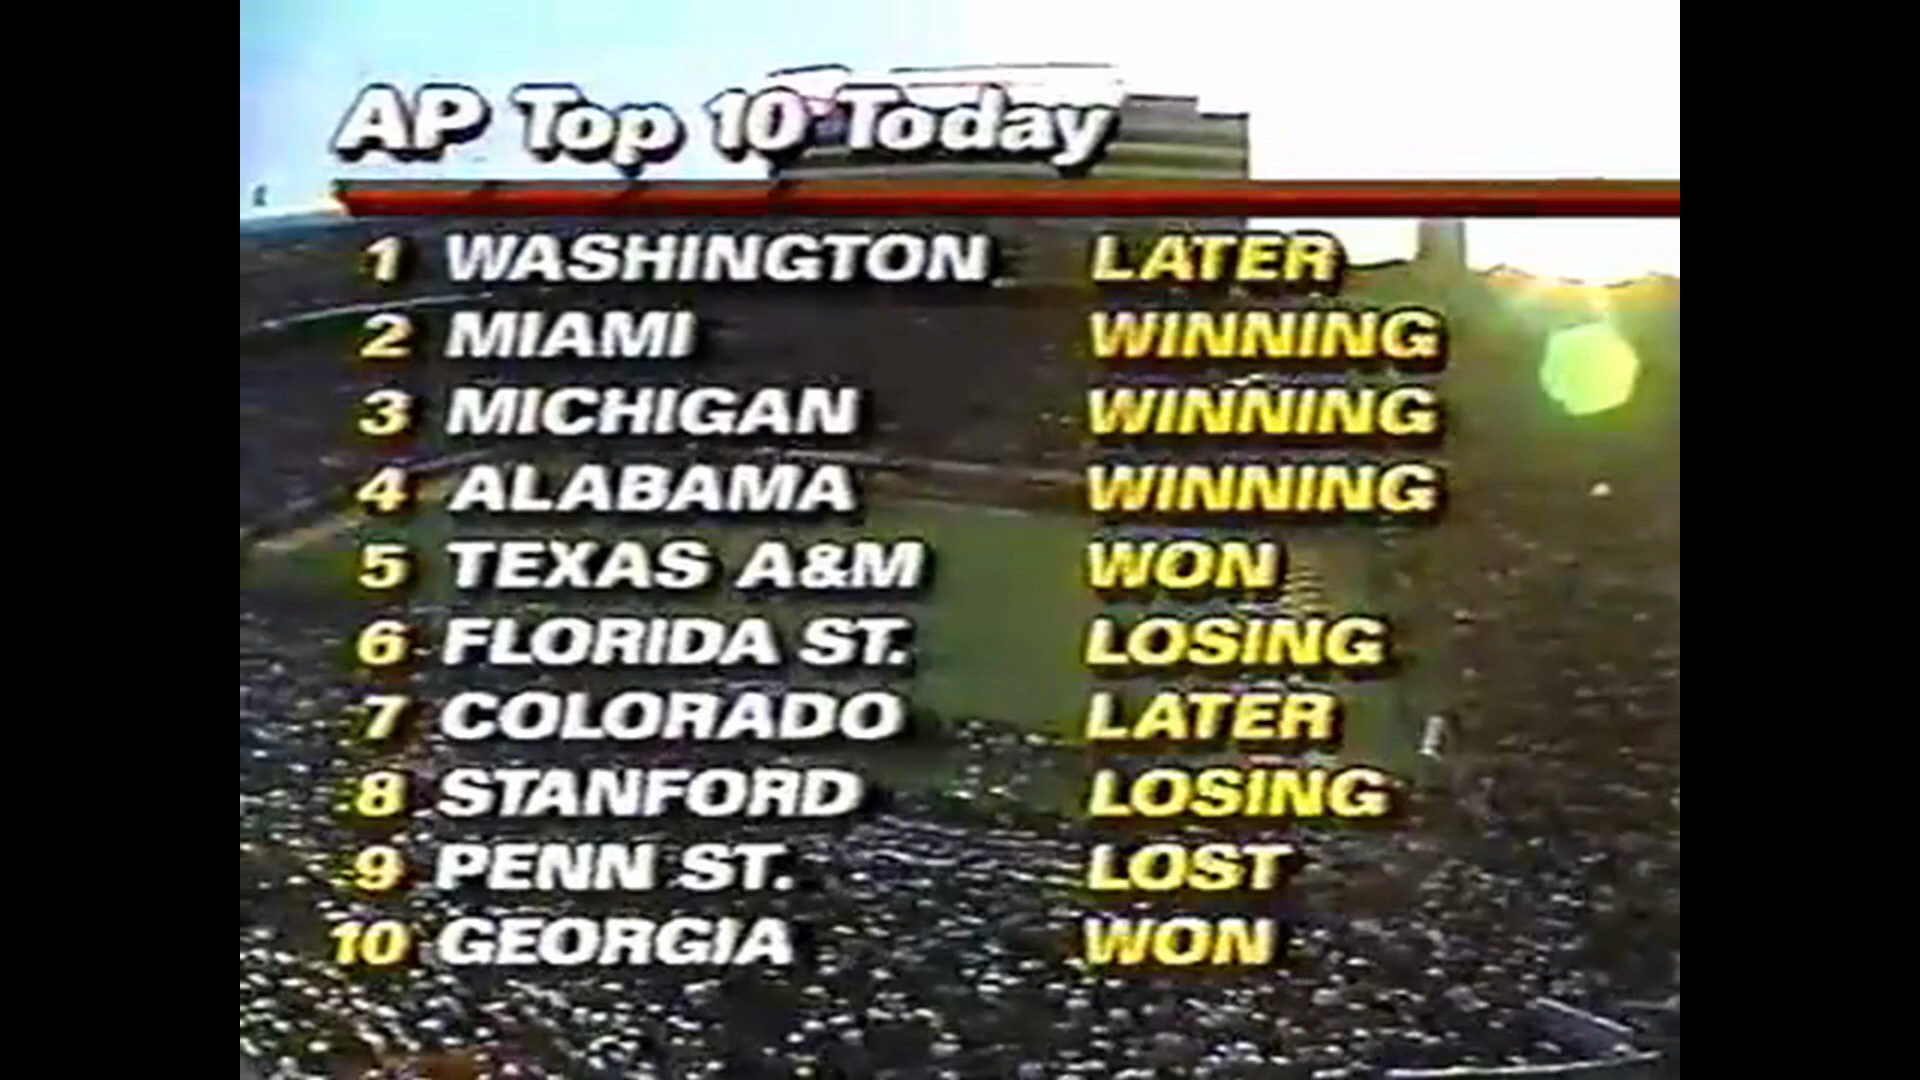 AP Top 10 Today
1 WASHINGTON LATER
2 MIAMI WINNING
3 MICHIGAN WINNING
4 ALABAMA WINNING
5 TEXAS A&M WON
6 FLORIDA ST. LOSING
7 COLORADO LATER
8 STANFORD LOSING
9 PENN ST. LOST
10 GEORGIA WON